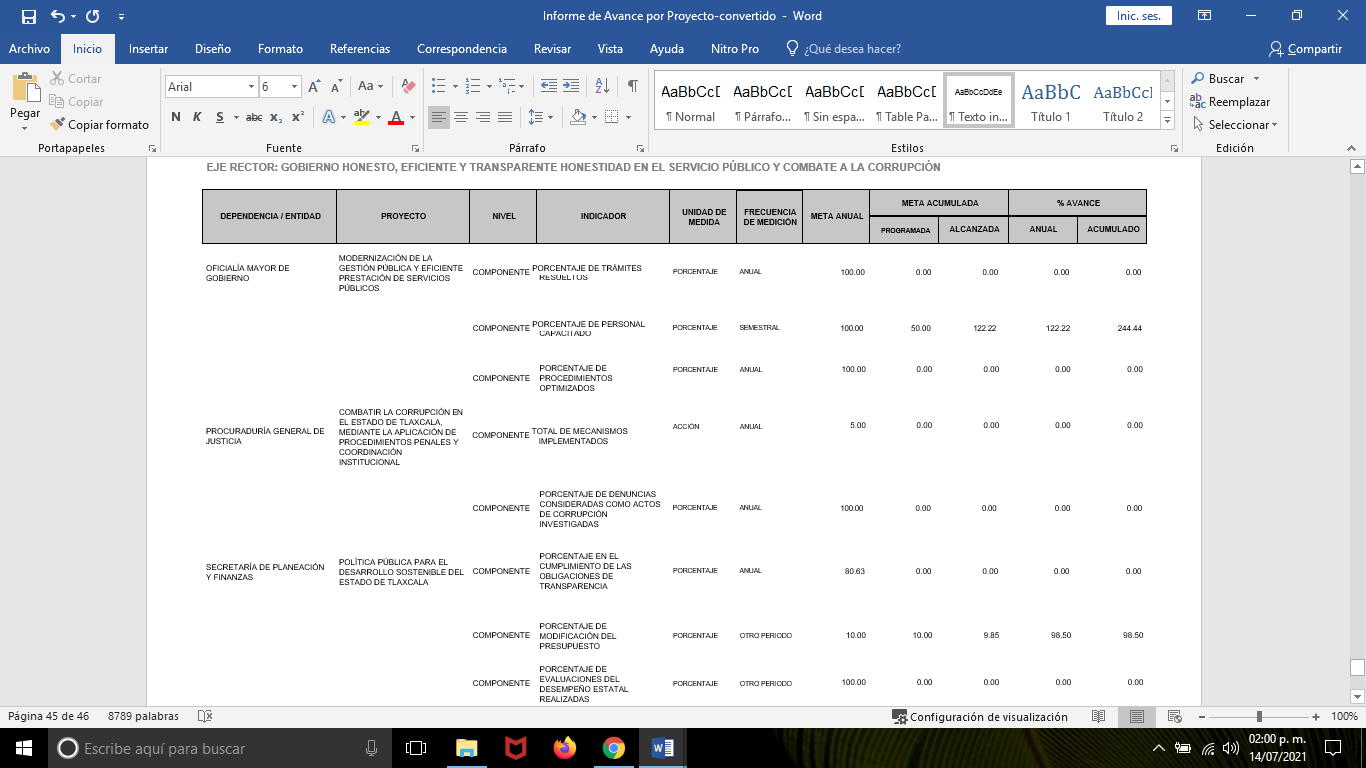 Informe de Avance por Proyecto-convertido - Word
Inic. ses.
Archivo Inicio Insertar Diseño Formato Referencias Correspondencia Revisar Vista Ayuda Nitro Pro ¿Qué desea hacer? Compartir
Pegar
Cortar
Copiar
Copiar formato
Portapapeles
Arial 6
N K S abc x₂ x²
Fuente
Párrafo
AaBbCcD ¶ Normal
AaBbCcD ¶ Párrafo...
AaBbCcD ¶ Sin espa...
AaBbCcD ¶ Table Pa...
AaBbCcDdEe ¶ Texto in...
AaBbC Título 1
AaBbCcl Título 2
Estilos
Buscar
Reemplazar
Seleccionar
Edición
EJE RECTOR: GOBIERNO HONESTO, EFICIENTE Y TRANSPARENTE HONESTIDAD EN EL SERVICIO PÚBLICO Y COMBATE A LA CORRUPCIÓN
DEPENDENCIA / ENTIDAD PROYECTO NIVEL INDICADOR UNIDAD DE MEDIDA FRECUENCIA DE MEDICIÓN META ANUAL META ACUMULADA % AVANCE
PROGRAMADA ALCANZADA ANUAL ACUMULADO
OFICIALÍA MAYOR DE
GOBIERNO
MODERNIZACIÓN DE LA
GESTIÓN PÚBLICA Y EFICIENTE
PRESTACIÓN DE SERVICIOS
PÚBLICOS
COMPONENTE
PORCENTAJE DE TRÁMITES
RESUELTOS
PORCENTAJE ANUAL 100.00 0.00 0.00 0.00 0.00
COMPONENTE
PORCENTAJE DE PERSONAL
CAPACITADO
PORCENTAJE SEMESTRAL 100.00 50.00 122.22 122.22 244.44
COMPONENTE
PORCENTAJE DE
PROCEDIMIENTOS
OPTIMIZADOS
PORCENTAJE ANUAL 100.00 0.00 0.00 0.00 0.00
PROCURADURÍA GENERAL DE
JUSTICIA
COMBATIR LA CORRUPCIÓN EN
EL ESTADO DE TLAXCALA,
MEDIANTE LA APLICACIÓN DE
PROCEDIMIENTOS PENALES Y
COORDINACIÓN
INSTITUCIONAL
COMPONENTE
TOTAL DE MECANISMOS
IMPLEMENTADOS
ACCIÓN ANUAL 5.00 0.00 0.00 0.00 0.00
COMPONENTE
PORCENTAJE DE DENUNCIAS
CONSIDERADAS COMO ACTOS
DE CORRUPCIÓN
INVESTIGADAS
PORCENTAJE ANUAL 100.00 0.00 0.00 0.00 0.00
SECRETARÍA DE PLANEACIÓN
Y FINANZAS
POLÍTICA PÚBLICA PARA EL
DESARROLLO SOSTENIBLE DEL
ESTADO DE TLAXCALA
COMPONENTE
PORCENTAJE EN EL
CUMPLIMIENTO DE LAS
OBLIGACIONES DE
TRANSPARENCIA
PORCENTAJE ANUAL 80.63 0.00 0.00 0.00 0.00
COMPONENTE
PORCENTAJE DE
MODIFICACIÓN DEL
PRESUPUESTO
PORCENTAJE OTRO PERIODO 10.00 10.00 9.85 98.50 98.50
COMPONENTE
PORCENTAJE DE
EVALUACIONES DEL
DESEMPEÑO ESTATAL
REALIZADAS
PORCENTAJE OTRO PERIODO 100.00 0.00 0.00 0.00 0.00
Página 45 de 46 8789 palabras Configuración de visualización 100%
Escribe aquí para buscar
02:00 p. m.
14/07/2021